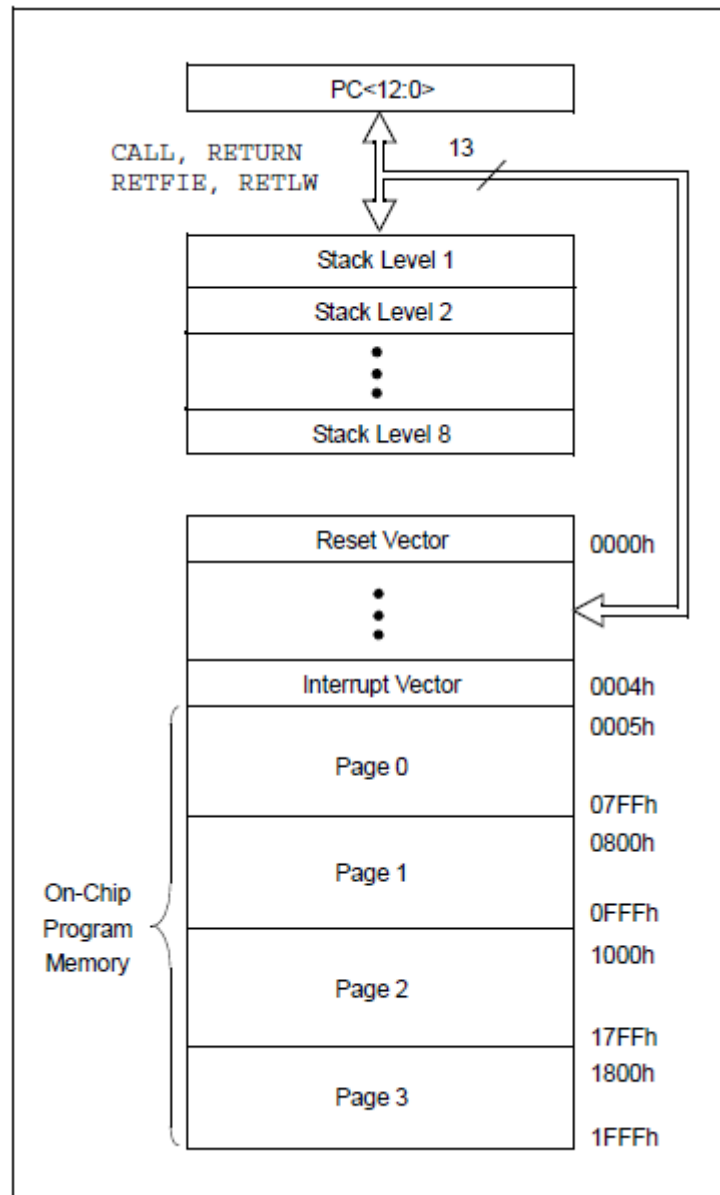 PC<12:0>
CALL, RETURN
RETFIE, RETLW
13
Stack Level 1
Stack Level 2
Stack Level 8
Reset Vector
0000h
Interrupt Vector
0004h
0005h
Page 0
07FFh
0800h
Page 1
0FFFh
On-Chip
Program
Memory
1000h
Page 2
17FFh
1800h
Page 3
1FFFh